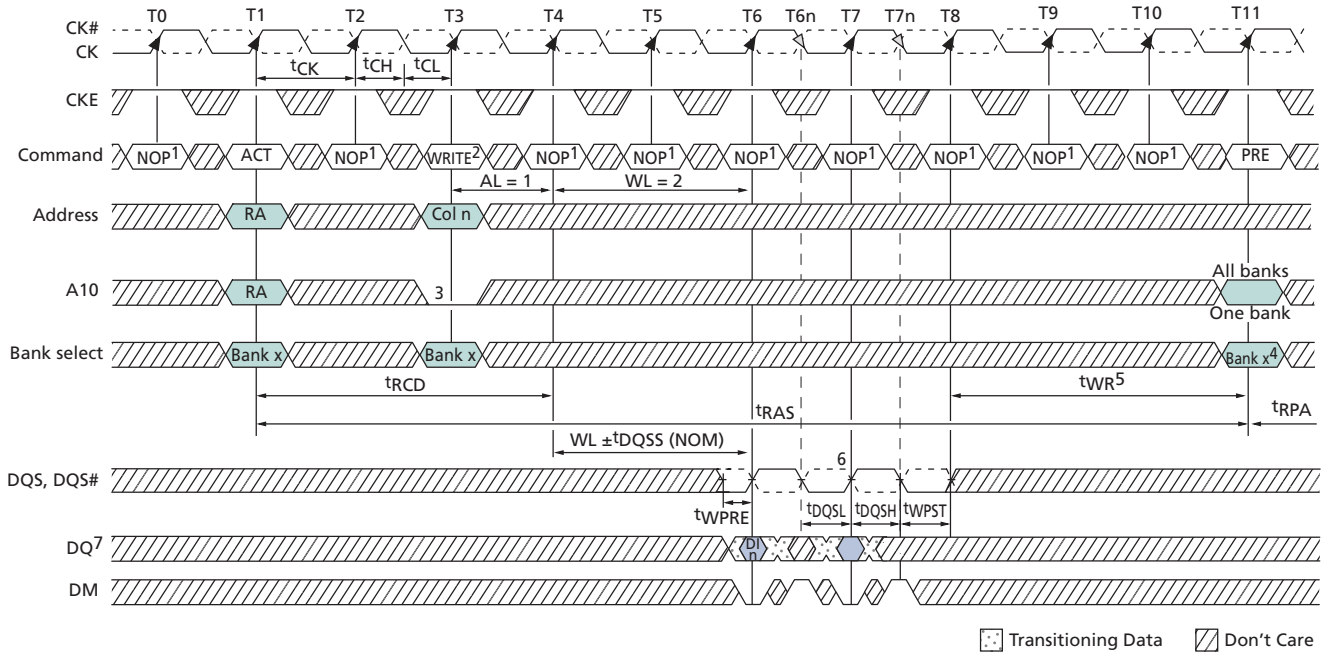 T0 T1 T2 T3 T4 T5 T6 T6n T7 T7n T8 T9 T10 T11
CK#
CK
tCK tCH tCL
CKE
Command NOP1 ACT NOP1 WRITE2 NOP1 NOP1 NOP1 NOP1 NOP1 NOP1 NOP1 PRE
AL = 1 WL = 2
Address RA Col n
All banks
A10 RA 3
One bank
Bank select Bank x Bank x Bank x4
tRCD tWR5
tRAS tRPA
WL ±tDQSS (NOM)
6
DQS, DQS#
tWPRE tDQSL tDQSH tWPST
DQ7 DI n
DM
Transitioning Data Don't Care